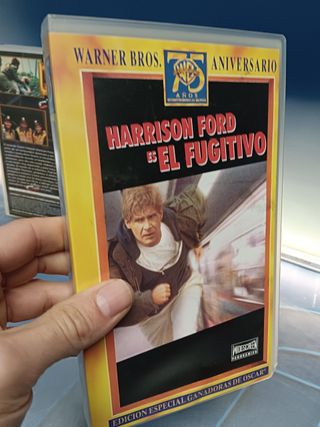 WARNER BROS.
75
AÑOS
ANIVERSARIO
HARRISON FORD
ES EL FUGITIVO
WIDESCREEN
EDICION ESPECIAL GANADORAS DE OSCAR®